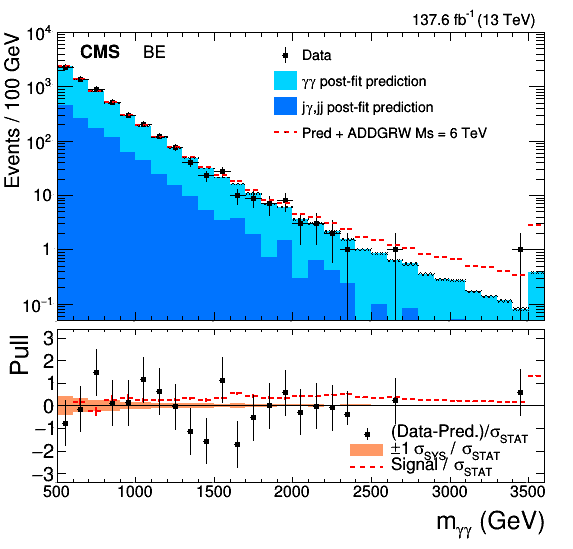 137.6 fb⁻¹ (13 TeV)
CMS BE
Data
γγ post-fit prediction
jγ,jj post-fit prediction
Pred + ADDGRW Ms = 6 TeV
Events / 100 GeV
10⁴
10³
10²
10
1
10⁻¹
Pull
3
2
1
0
−1
−2
−3
(Data-Pred.)/σSTAT
±1 σSYS / σSTAT
Signal / σSTAT
500 1000 1500 2000 2500 3000 3500
mγγ (GeV)